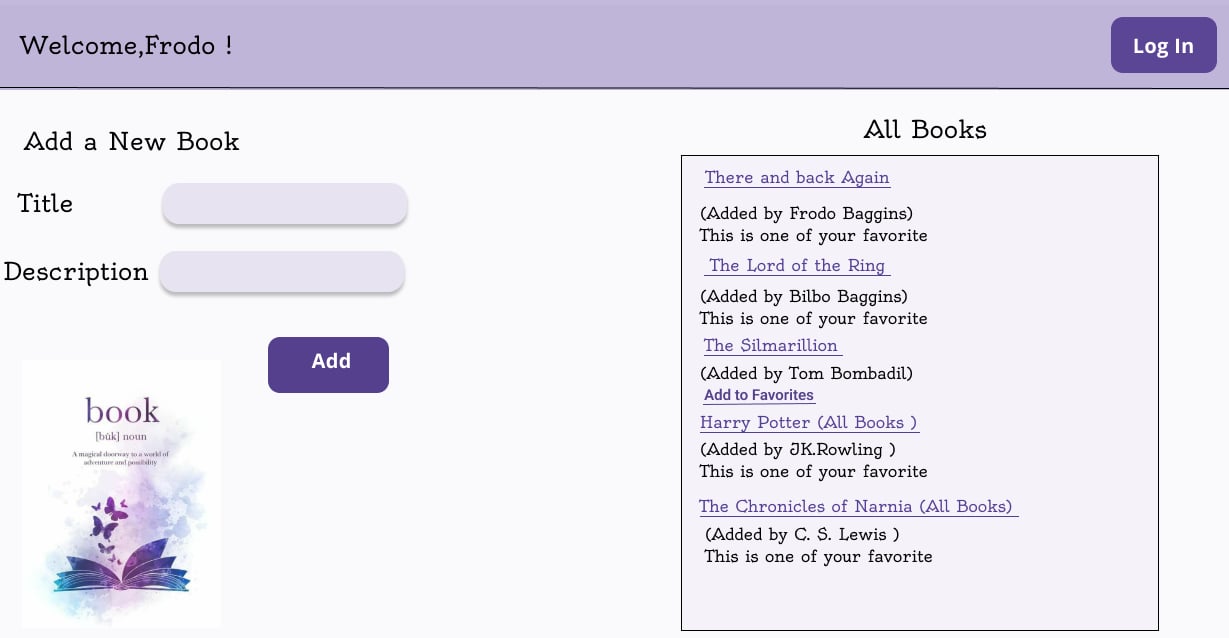 Welcome,Frodo !
Log In
Add a New Book
Title
Description
Add
book
[bŭk] noun
A magical doorway to a world of
adventure and possibility
All Books
There and back Again
(Added by Frodo Baggins)
This is one of your favorite
The Lord of the Ring
(Added by Bilbo Baggins)
This is one of your favorite
The Silmarillion
(Added by Tom Bombadil)
Add to Favorites
Harry Potter (All Books )
(Added by JK.Rowling )
This is one of your favorite
The Chronicles of Narnia (All Books)
(Added by C. S. Lewis )
This is one of your favorite